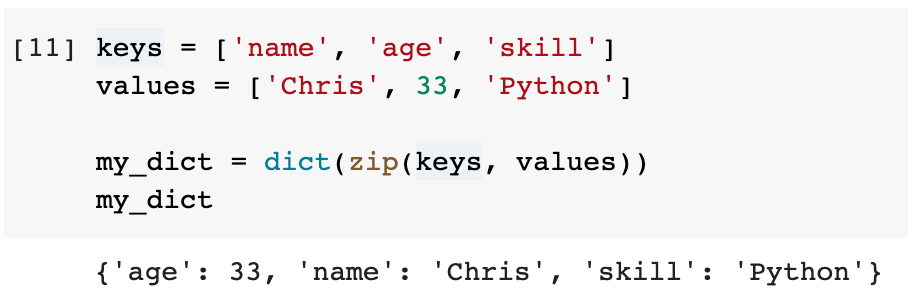 [11] keys = ['name', 'age', 'skill']
values = ['Chris', 33, 'Python']
my_dict = dict(zip(keys, values))
my_dict
{'age': 33, 'name': 'Chris', 'skill': 'Python'}